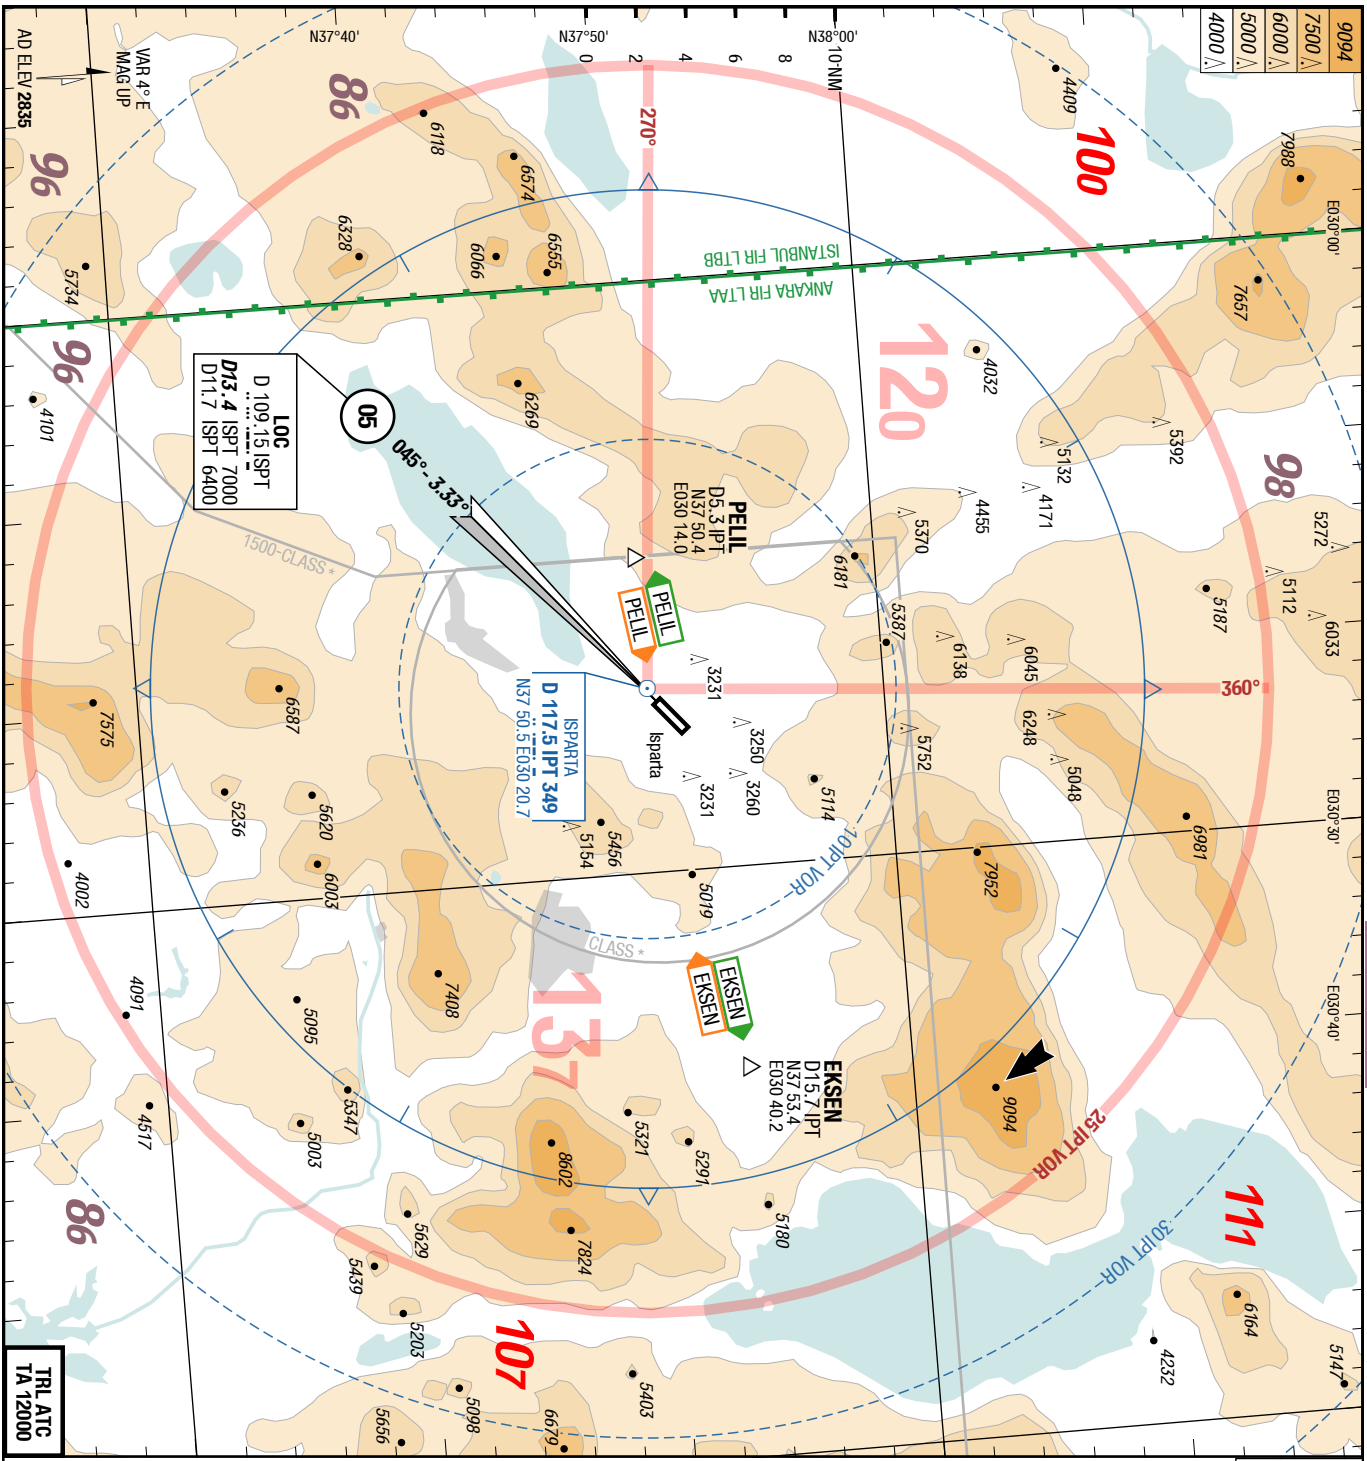 9094
7500
6000
5000
4000
N37°40'
N37°50'
N38°00'
0
2
4
6
8
10 NM
VAR 4° E
MAG UP
AD ELEV 2835
86
96
96
86
100
98
111
107
120
137
270°
360°
E030°00'
E030°30'
E030°40'
ISTANBUL FIR LTBB
ANKARA FIR LTAA
LOC
D 109.15 ISPT
D13.4 ISPT 7000
D11.7 ISPT 6400
05
045° - 3.33°
1500-CLASS *
CLASS *
PELIL
D5.3 IPT
N37 50.4
E030 14.0
PELIL
PELIL
ISPARTA
D 117.5 IPT 349
N37 50.5 E030 20.7
Isparta
EKSEN
EKSEN
EKSEN
D15.7 IPT
N37 53.4
E030 40.2
10 IPT VOR
25 IPT VOR
30 IPT VOR
4409
7988
7657
6118
6574
6555
6066
6328
5734
4101
6269
4032
5392
5132
4171
4455
5370
6181
5387
6138
6045
5187
5272
5112
6033
6248
5048
5752
3231
3250
3260
3231
5114
5456
5154
5019
7952
6981
9094
6587
7575
5236
5620
6003
4002
7408
5095
4091
5347
5003
4517
5321
5291
8602
7824
5180
5629
5439
5203
5403
5098
6679
5656
6164
4232
5147
TRL ATC
TA 12000